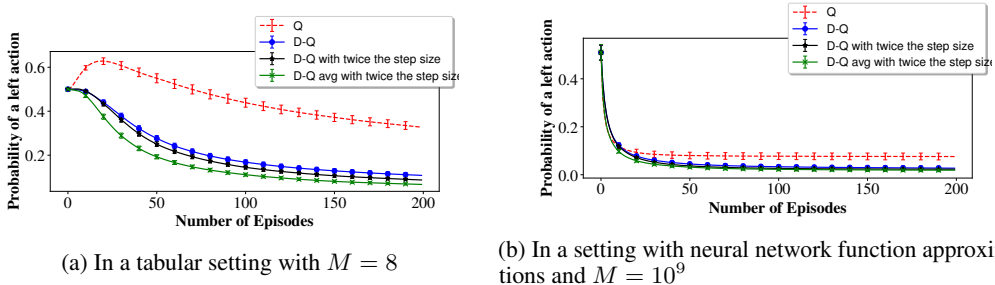 Q
D-Q
D-Q with twice the step size
D-Q avg with twice the step size
Probability of a left action
0.6
0.4
0.2
0
50
100
150
200
Number of Episodes
(a) In a tabular setting with M = 8
Q
D-Q
D-Q with twice the step size
D-Q avg with twice the step size
Probability of a left action
0.4
0.2
0.0
0
50
100
150
200
Number of Episodes
(b) In a setting with neural network function approxi
tions and M = 10⁹